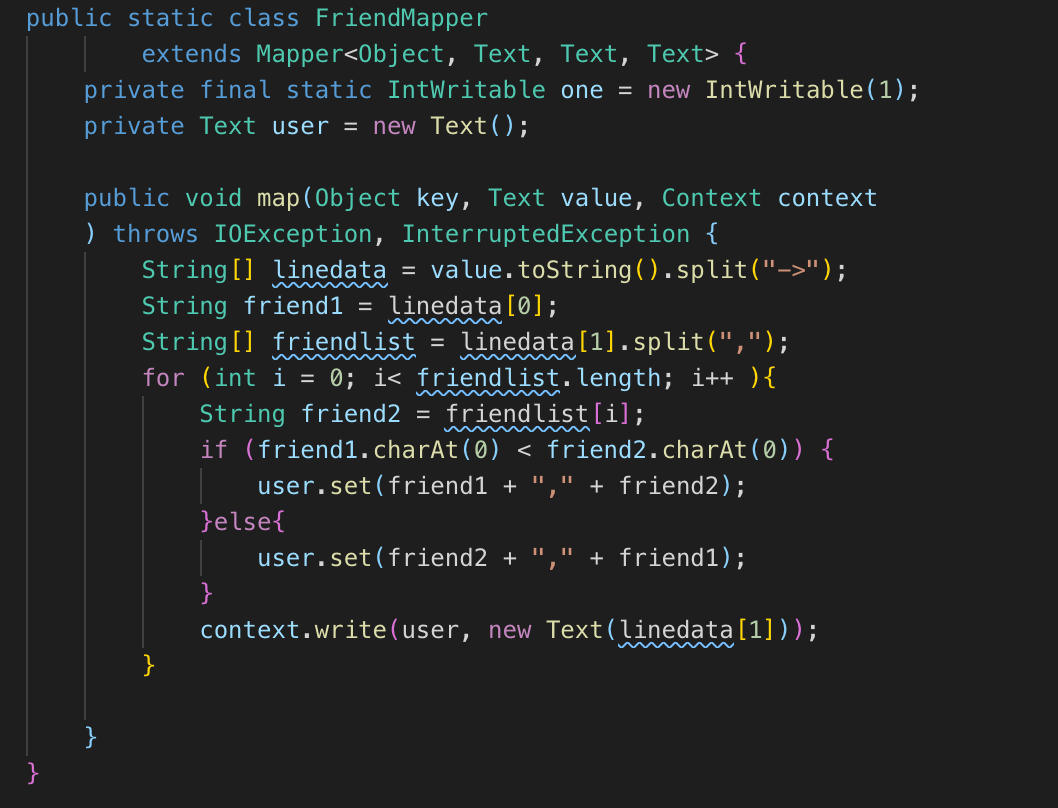 public static class FriendMapper
        extends Mapper<Object, Text, Text, Text> {
    private final static IntWritable one = new IntWritable(1);
    private Text user = new Text();

    public void map(Object key, Text value, Context context
    ) throws IOException, InterruptedException {
        String[] linedata = value.toString().split("->");
        String friend1 = linedata[0];
        String[] friendlist = linedata[1].split(",");
        for (int i = 0; i< friendlist.length; i++ ){
            String friend2 = friendlist[i];
            if (friend1.charAt(0) < friend2.charAt(0)) {
                user.set(friend1 + "," + friend2);
            }else{
                user.set(friend2 + "," + friend1);
            }
            context.write(user, new Text(linedata[1]));
        }

    }
}